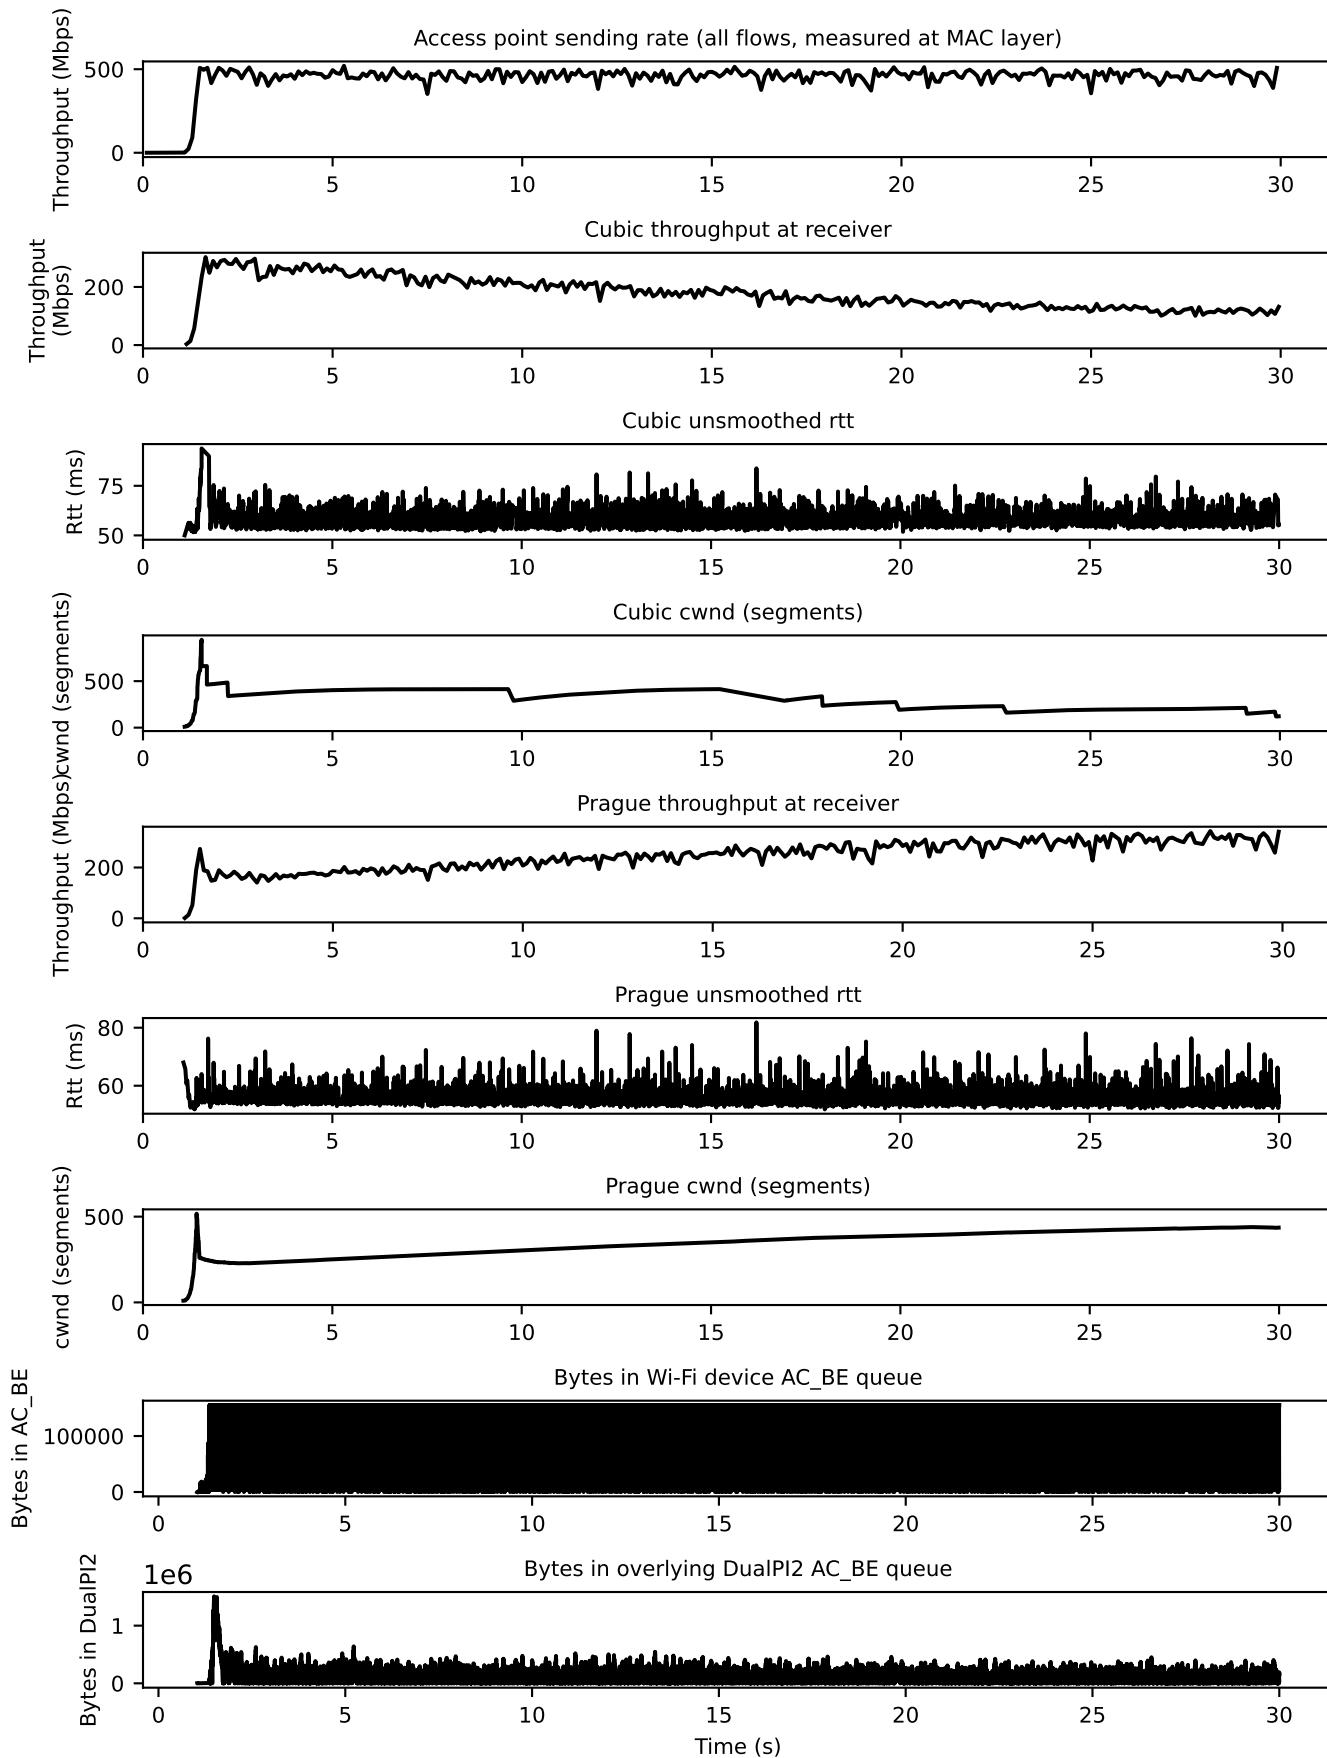 Access point sending rate (all flows, measured at MAC layer)
Throughput (Mbps)
500
0
0 5 10 15 20 25 30
Cubic throughput at receiver
Throughput
(Mbps)
200
0
0 5 10 15 20 25 30
Cubic unsmoothed rtt
Rtt (ms)
75
50
0 5 10 15 20 25 30
Cubic cwnd (segments)
cwnd (segments)
500
0
0 5 10 15 20 25 30
Prague throughput at receiver
Throughput (Mbps)
200
0
0 5 10 15 20 25 30
Prague unsmoothed rtt
Rtt (ms)
80
60
0 5 10 15 20 25 30
Prague cwnd (segments)
cwnd (segments)
500
0
0 5 10 15 20 25 30
Bytes in Wi-Fi device AC_BE queue
Bytes in AC_BE
100000
0
0 5 10 15 20 25 30
Bytes in overlying DualPI2 AC_BE queue
1e6
Bytes in DualPI2
1
0
0 5 10 15 20 25 30
Time (s)